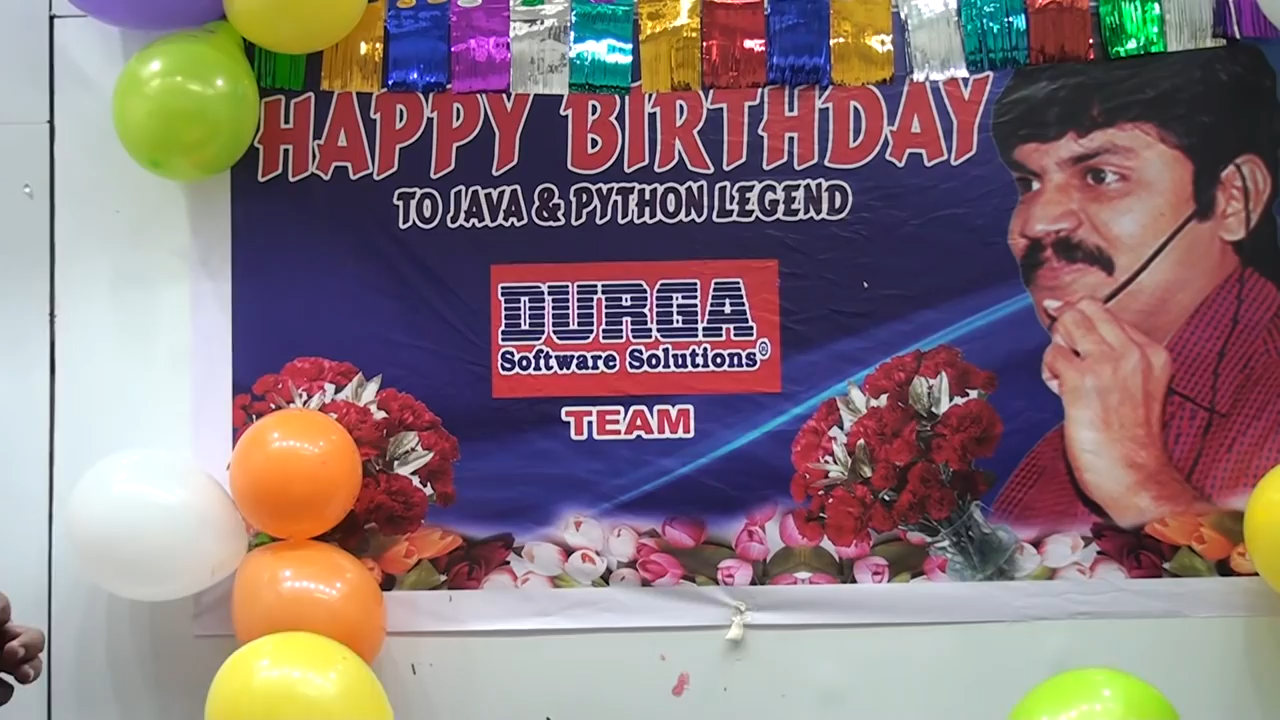 HAPPY BIRTHDAY
TO JAVA & PYTHON LEGEND
DURGA
Software Solutions®
TEAM